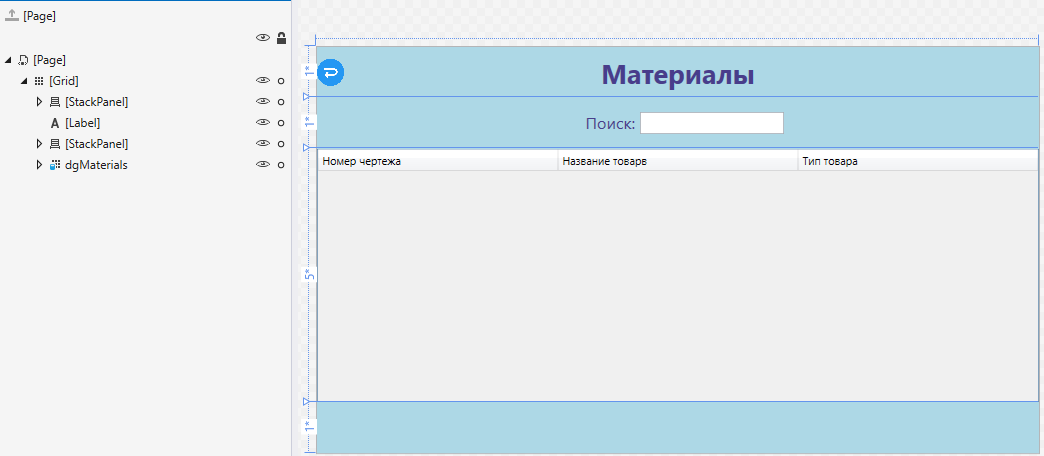 [Page]
[Page]
[Grid]
[StackPanel]
A [Label]
[StackPanel]
dgMaterials
1*
Материалы
1*
Поиск:
Номер чертежа Название товарв Тип товара
5*
1*